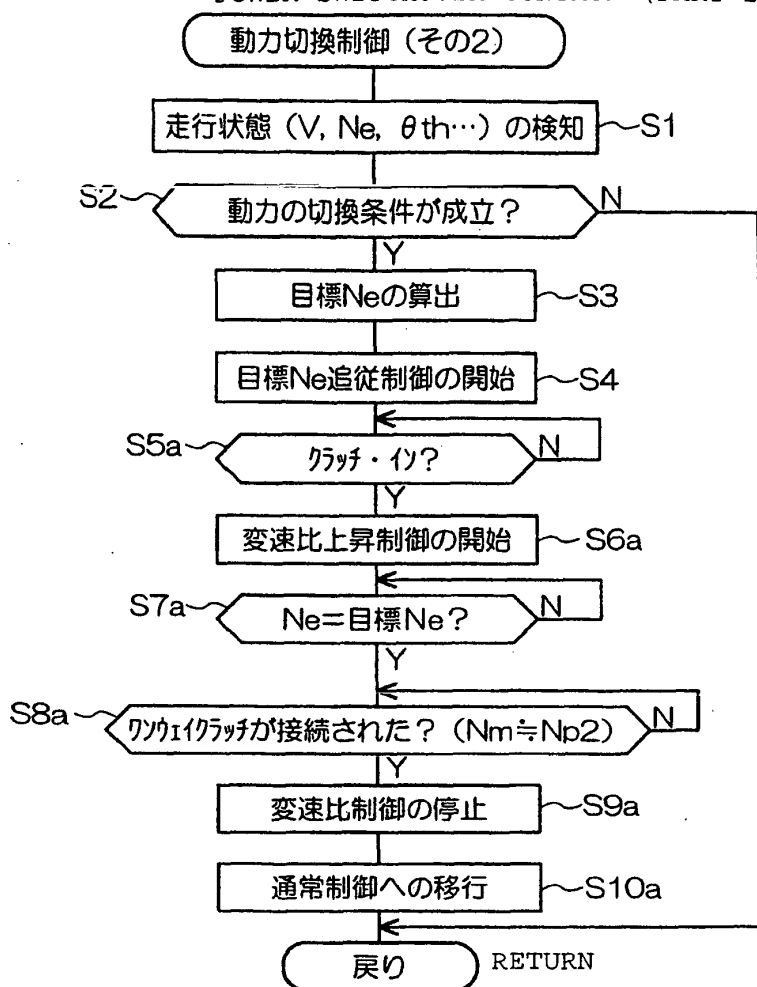 動力切換制御（その2）
走行状態（V, Ne, θth…）の検知 S1
S2 動力の切換条件が成立？ N
Y
目標Neの算出 S3
目標Ne追従制御の開始 S4
S5a クラッチ・イン？ N
Y
変速比上昇制御の開始 S6a
S7a Ne＝目標Ne？ N
Y
S8a ワンウェイクラッチが接続された？（Nm≒Np2） N
Y
変速比制御の停止 S9a
通常制御への移行 S10a
戻り RETURN